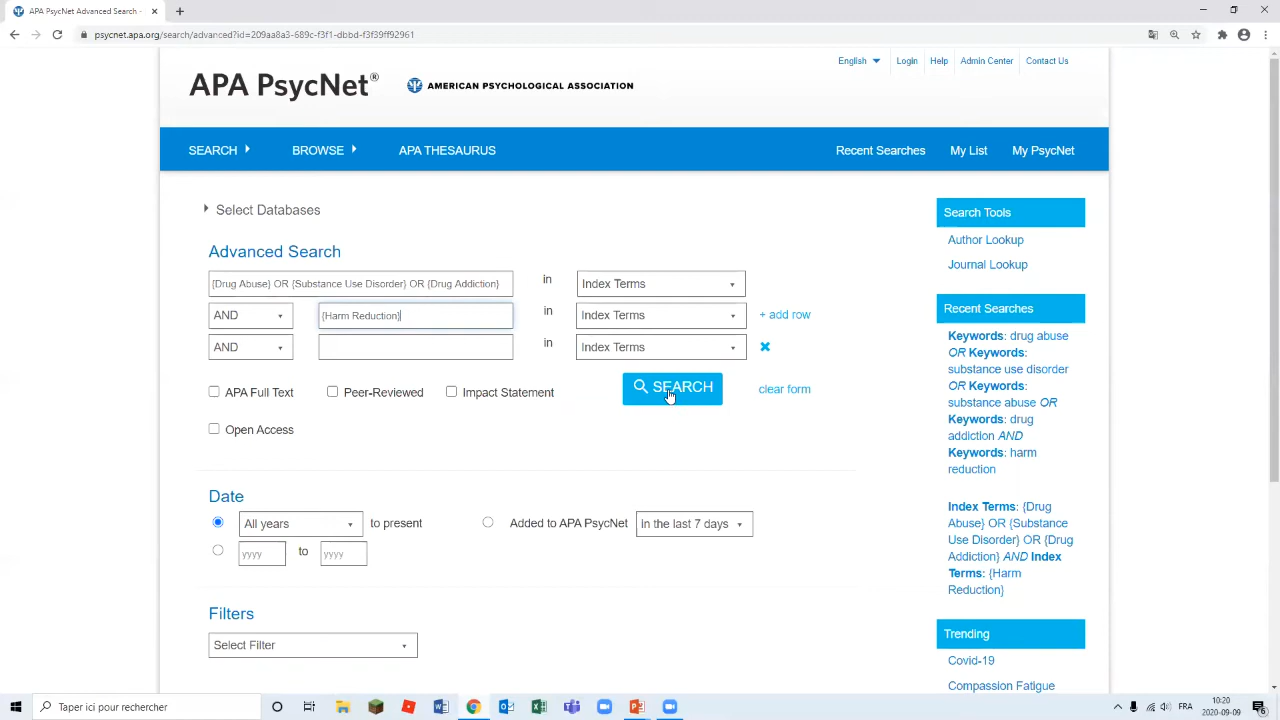 APA PsycNet Advanced Search -
psycnet.apa.org/search/advanced?id=209aa8a3-689c-f3f1-dbbd-f3f39ff92961
English Login Help Admin Center Contact Us
APA PsycNet® AMERICAN PSYCHOLOGICAL ASSOCIATION
SEARCH BROWSE APA THESAURUS Recent Searches My List My PsycNet
Select Databases
Advanced Search
{Drug Abuse} OR {Substance Use Disorder} OR {Drug Addiction} in Index Terms
AND {Harm Reduction} in Index Terms + add row
AND in Index Terms
APA Full Text Peer-Reviewed Impact Statement SEARCH clear form
Open Access
Date
All years to present Added to APA PsycNet In the last 7 days
yyyy to yyyy
Filters
Select Filter
Search Tools
Author Lookup
Journal Lookup
Recent Searches
Keywords: drug abuse
OR Keywords:
substance use disorder
OR Keywords:
substance abuse OR
Keywords: drug
addiction AND
Keywords: harm
reduction
Index Terms: {Drug
Abuse} OR {Substance
Use Disorder} OR {Drug
Addiction} AND Index
Terms: {Harm
Reduction}
Trending
Covid-19
Compassion Fatigue
Taper ici pour rechercher
FRA
10:20
2020-09-09